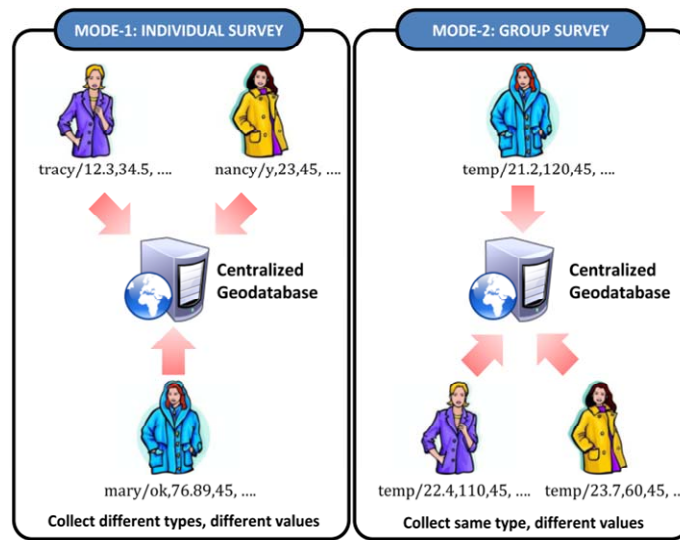 MODE-1: INDIVIDUAL SURVEY
tracy/12.3,34.5, ....
nancy/y,23,45, ....
Centralized
Geodatabase
mary/ok,76.89,45, ....
Collect different types, different values
MODE-2: GROUP SURVEY
temp/21.2,120,45, ....
Centralized
Geodatabase
temp/22.4,110,45, ....
temp/23.7,60,45, ....
Collect same type, different values